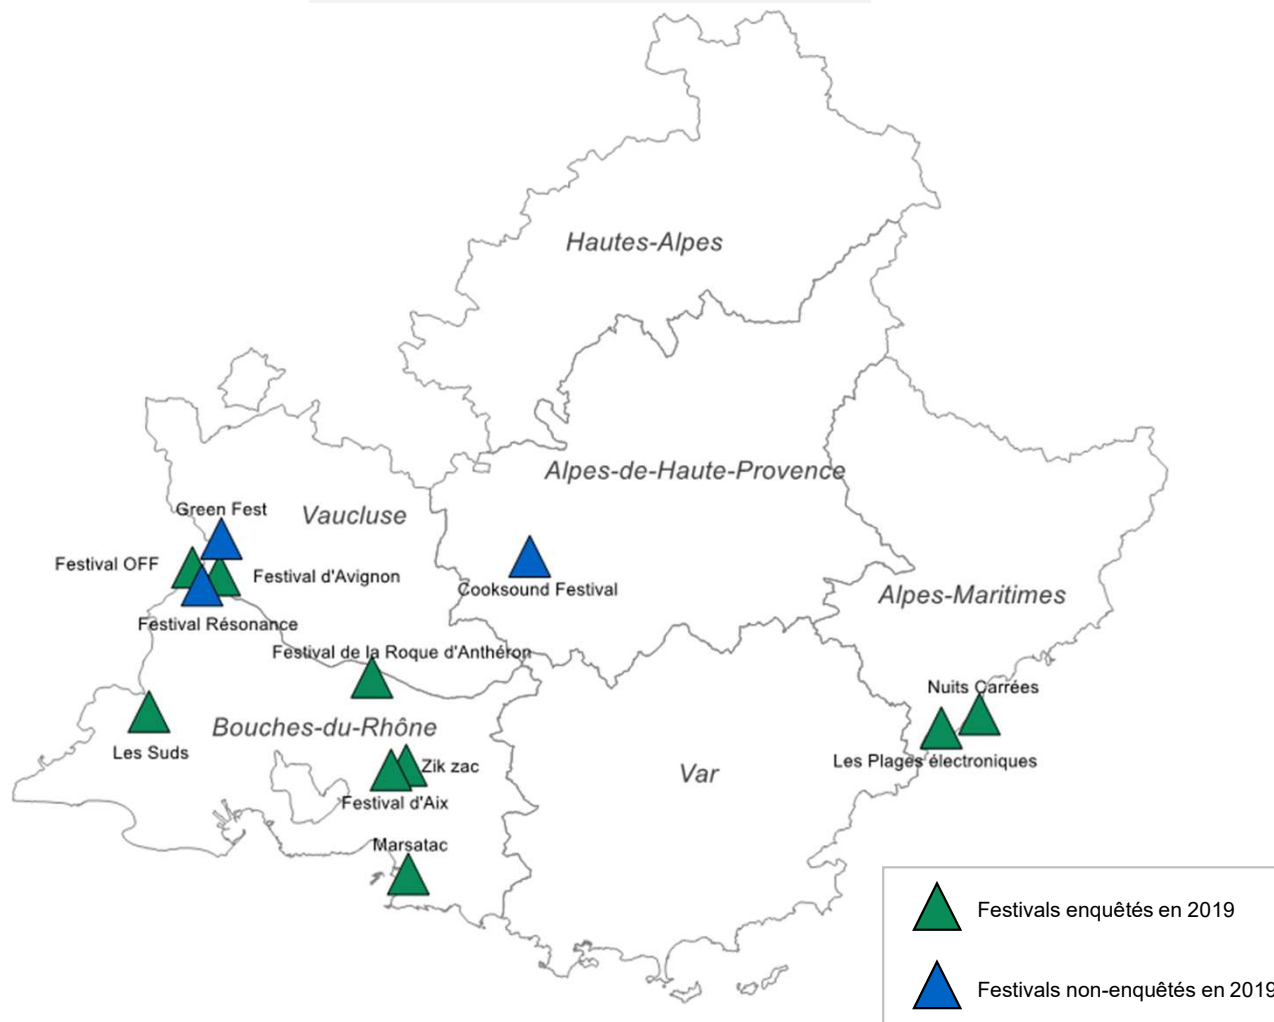 Hautes-Alpes
Alpes-de-Haute-Provence
Green Fest
Vaucluse
Festival OFF
Festival d'Avignon
Cooksound Festival
Alpes-Maritimes
Festival Résonance
Festival de la Roque d'Anthéron
Nuits Carrées
Bouches-du-Rhône
Les Suds
Les Plages électroniques
Zik zac
Var
Festival d'Aix
Marsatac
Festivals enquêtés en 2019
Festivals non-enquêtés en 2019